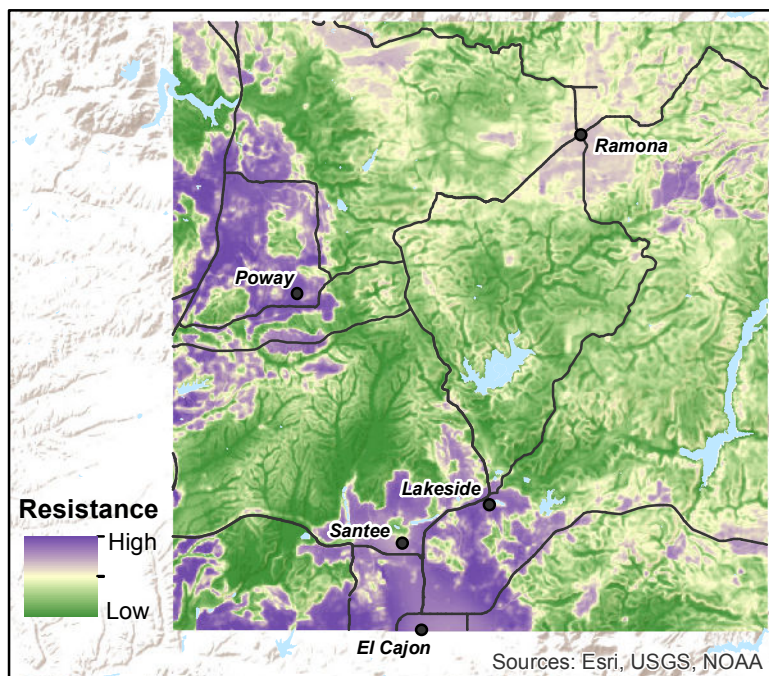 Ramona
Poway
Lakeside
Santee
El Cajon
Resistance
High
Low
Sources: Esri, USGS, NOAA